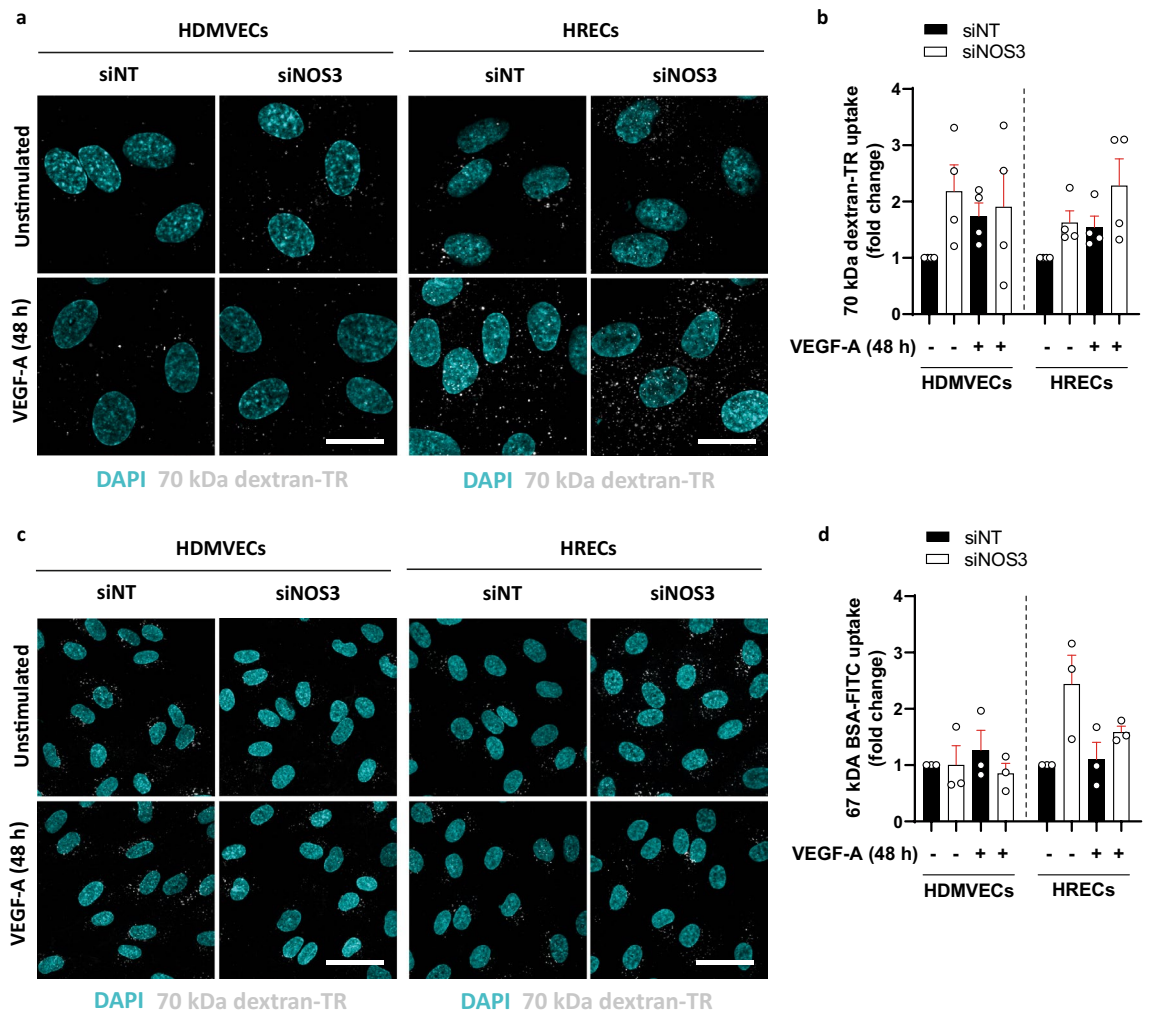 a
HDMVECs HRECs
siNT siNOS3 siNT siNOS3
Unstimulated
VEGF-A (48 h)
DAPI 70 kDa dextran-TR DAPI 70 kDa dextran-TR
b
siNT
siNOS3
70 kDa dextran-TR uptake
(fold change)
4
3
2
1
0
VEGF-A (48 h) - - + + - - + +
HDMVECs HRECs
c
HDMVECs HRECs
siNT siNOS3 siNT siNOS3
Unstimulated
VEGF-A (48 h)
DAPI 70 kDa dextran-TR DAPI 70 kDa dextran-TR
d
siNT
siNOS3
67 kDA BSA-FITC uptake
(fold change)
4
3
2
1
0
VEGF-A (48 h) - - + + - - + +
HDMVECs HRECs